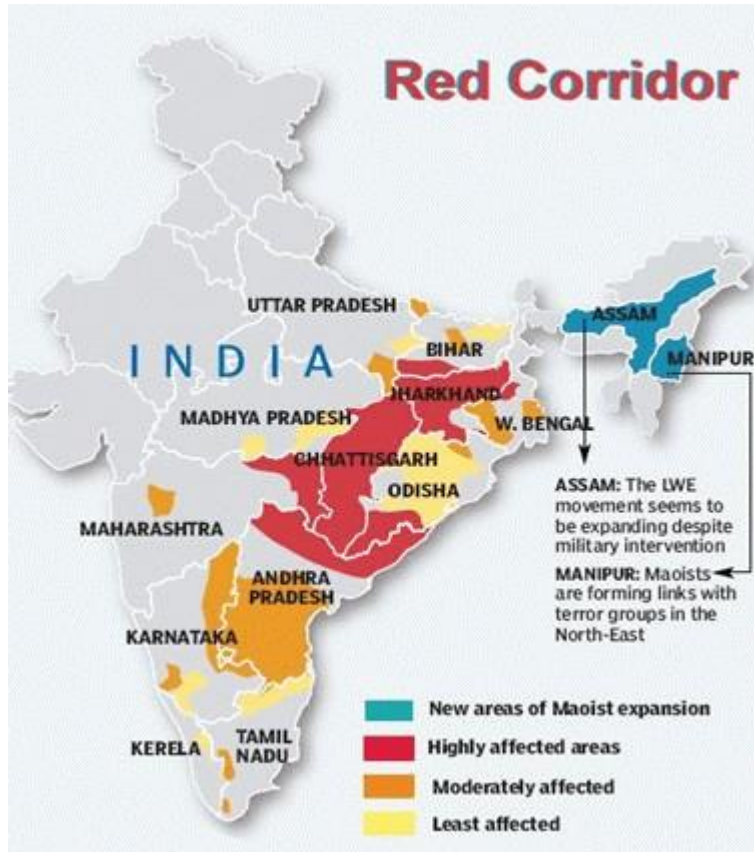 Red Corridor
UTTAR PRADESH
ASSAM
BIHAR
MANIPUR
INDIA
JHARKHAND
MADHYA PRADESH
W. BENGAL
CHHATTISGARH
ODISHA
MAHARASHTRA
ASSAM: The LWE
movement seems to
be expanding despite
military intervention
MANIPUR: Maoists
are forming links with
terror groups in the
North-East
ANDHRA
PRADESH
KARNATAKA
KERELA
TAMIL
NADU
New areas of Maoist expansion
Highly affected areas
Moderately affected
Least affected